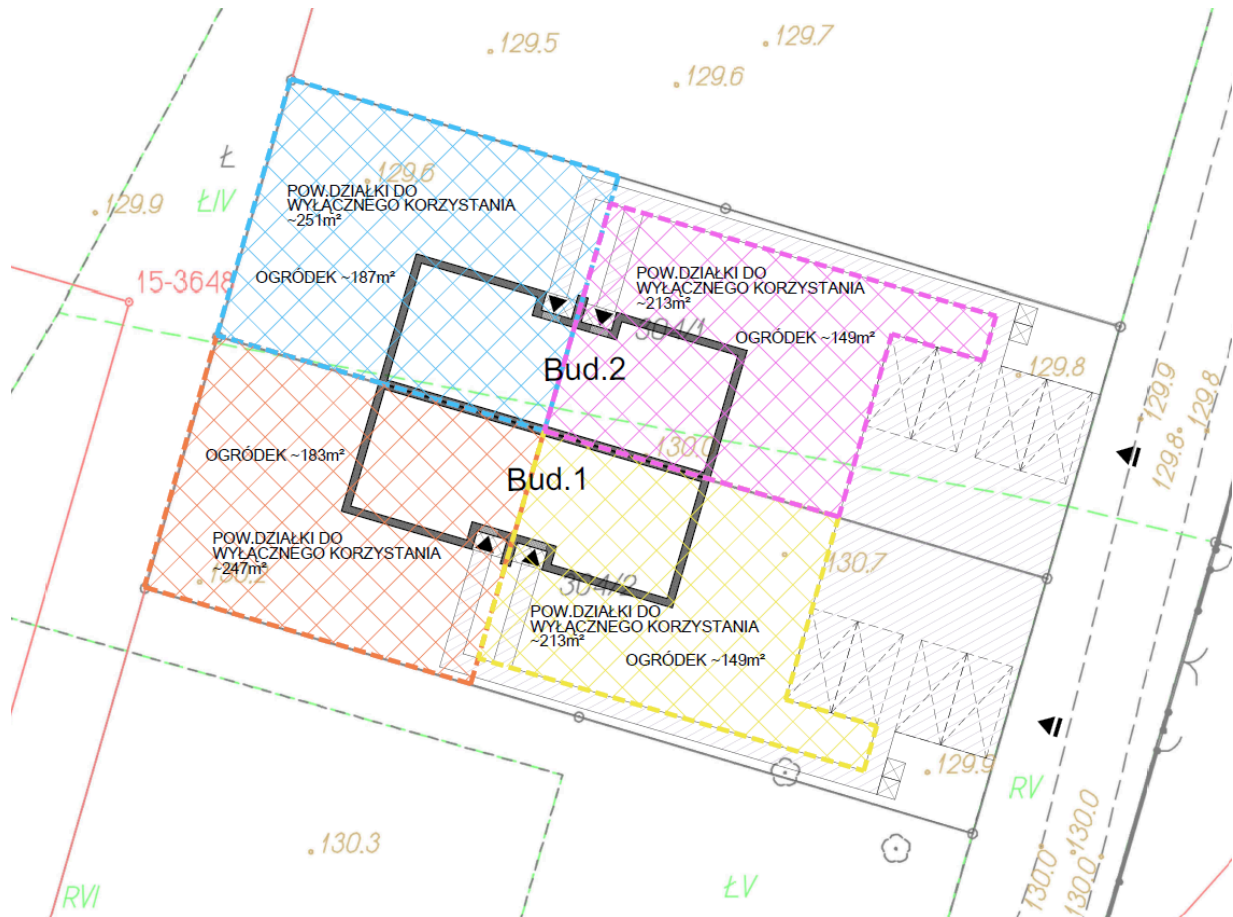 129.5
129.7
129.6
Ł
129.6
ŁIV
129.9
POW.DZIAŁKI DO
WYŁĄCZNEGO KORZYSTANIA
~251m²
OGRÓDEK ~187m²
15-3648
POW.DZIAŁKI DO
WYŁĄCZNEGO KORZYSTANIA
~213m²
304/1
OGRÓDEK ~149m²
Bud.2
129.8
129.9
129.8
129.8
130.0
OGRÓDEK ~183m²
Bud.1
POW.DZIAŁKI DO
WYŁĄCZNEGO KORZYSTANIA
~247m²
130.2
304/2
130.7
POW.DZIAŁKI DO
WYŁĄCZNEGO KORZYSTANIA
~213m²
OGRÓDEK ~149m²
129.9
RV
130.3
130.0
130.0
130.0
RVI
ŁV